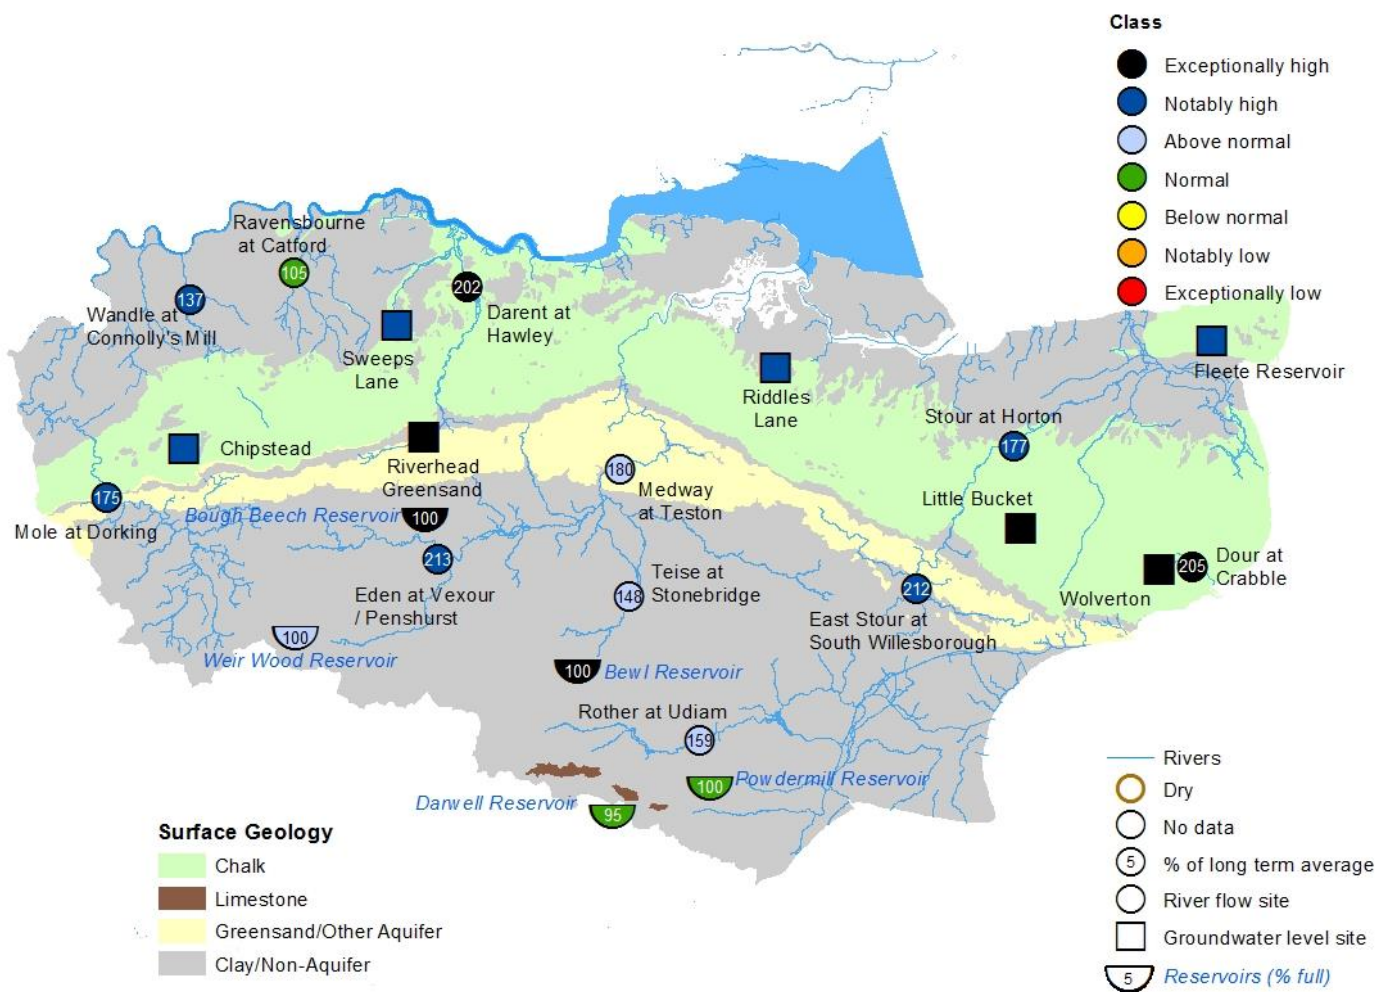 Class
Exceptionally high
Notably high
Above normal
Normal
Below normal
Notably low
Exceptionally low
Ravensbourne
at Catford
105
137
Wandle at
Connolly's Mill
202
Darent at
Hawley
Sweeps
Lane
Riddles
Lane
Fleete Reservoir
Stour at Horton
177
Chipstead
Riverhead
Greensand
180
Medway
at Teston
Little Bucket
175
Mole at Dorking
Bough Beech Reservoir
100
213
Eden at Vexour
/ Penshurst
Teise at
Stonebridge
148
212
East Stour at
South Willesborough
Wolverton
205
Dour at
Crabble
100
Weir Wood Reservoir
100
Bewl Reservoir
Rother at Udiam
159
100
Powdermill Reservoir
Darwell Reservoir
95
Surface Geology
Chalk
Limestone
Greensand/Other Aquifer
Clay/Non-Aquifer
Rivers
Dry
No data
5
% of long term average
River flow site
Groundwater level site
5
Reservoirs (% full)